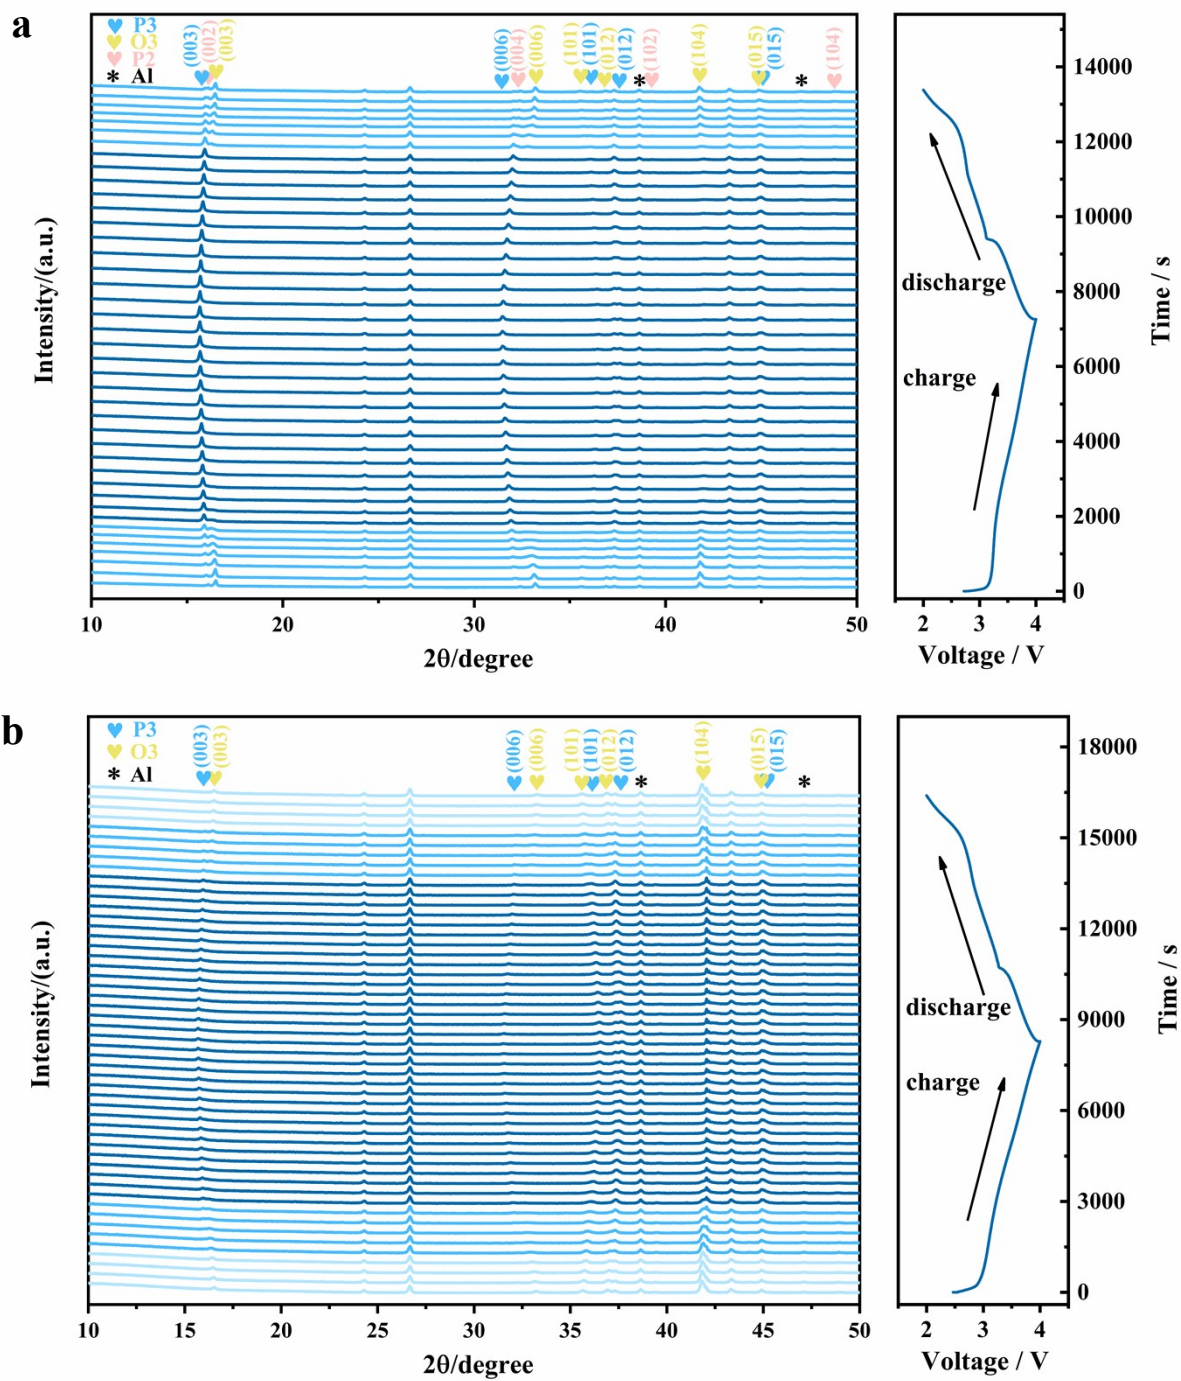 a
♥ P3
♥ O3
♥ P2
* Al
(003) (002) (003) (006) (004) (006) (101) (101) (012) (012) * (102) (104) (015) (015) * (104)
Intensity/(a.u.)
10 20 30 40 50
2θ/degree
discharge
charge
14000
12000
10000
8000
6000
4000
2000
0
Time / s
2 3 4
Voltage / V
b
♥ P3
♥ O3
* Al
(003) (003) (006) (006) (101) (101) (012) (012) * (104) (015) (015) *
Intensity/(a.u.)
10 15 20 25 30 35 40 45 50
2θ/degree
discharge
charge
18000
15000
12000
9000
6000
3000
0
Time / s
2 3 4
Voltage / V